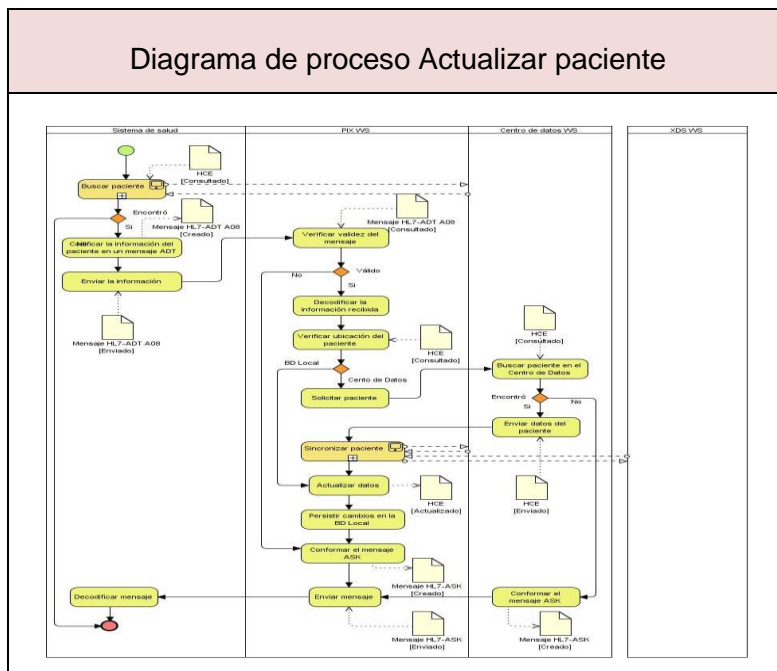 Diagrama de proceso Actualizar paciente
Sistema de salud
PIX WS
Centro de datos WS
XDS WS
HCE
[Consultado]
Buscar paciente
Encontró
Si
Mensaje HL7-ADT A08
[Creado]
No
Codificar la información del
paciente en un mensaje ADT
Enviar la información
Mensaje HL7-ADT A08
[Enviado]
Mensaje HL7-ADT A08
[Consultado]
Verificar validez del
mensaje
No
Válido
Si
Decodificar la
información recibida
Verificar ubicación del
paciente
HCE
[Consultado]
BD Local
Cento de Datos
Solicitar paciente
HCE
[Consultado]
Buscar paciente en el
Centro de Datos
Encontró
No
Si
Enviar datos del
paciente
Sincronizar paciente
Actualizar datos
HCE
[Actualizado]
HCE
[Enviado]
Persistir cambios en la
BD Local
Conformar el mensaje
ASK
Mensaje HL7-ASK
[Creado]
Decodificar mensaje
Enviar mensaje
Conformar el
mensaje ASK
Mensaje HL7-ASK
[Enviado]
Mensaje HL7-ASK
[Creado]